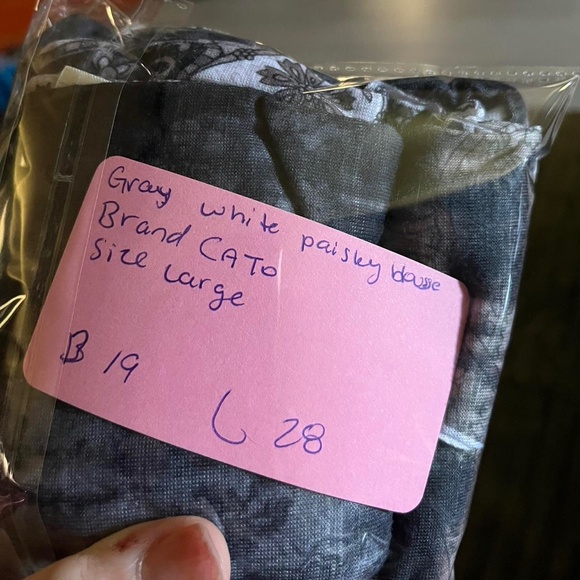 Gray white paisley blouse
Brand CATO
Size Large
B 19
L 28